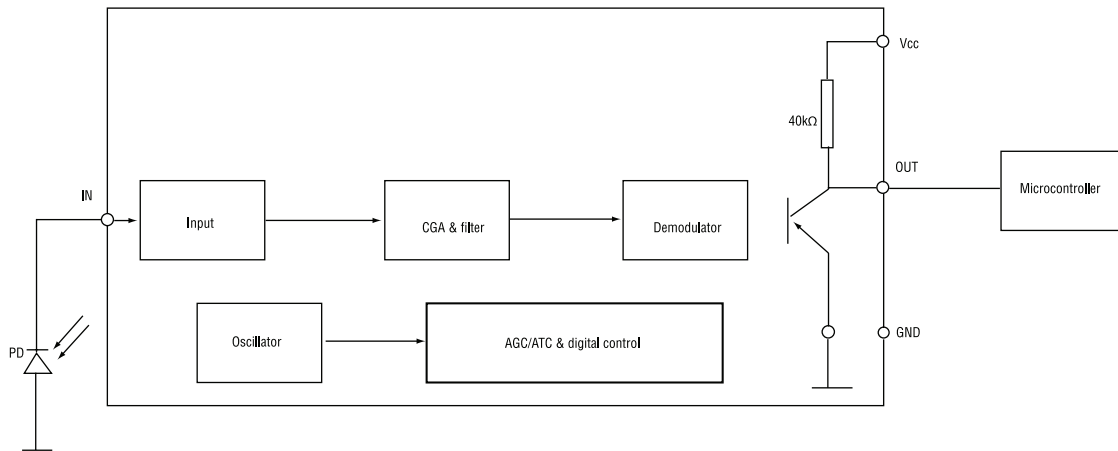 Vcc
40kΩ
OUT
Microcontroller
IN
Input
CGA & filter
Demodulator
Oscillator
AGC/ATC & digital control
GND
PD